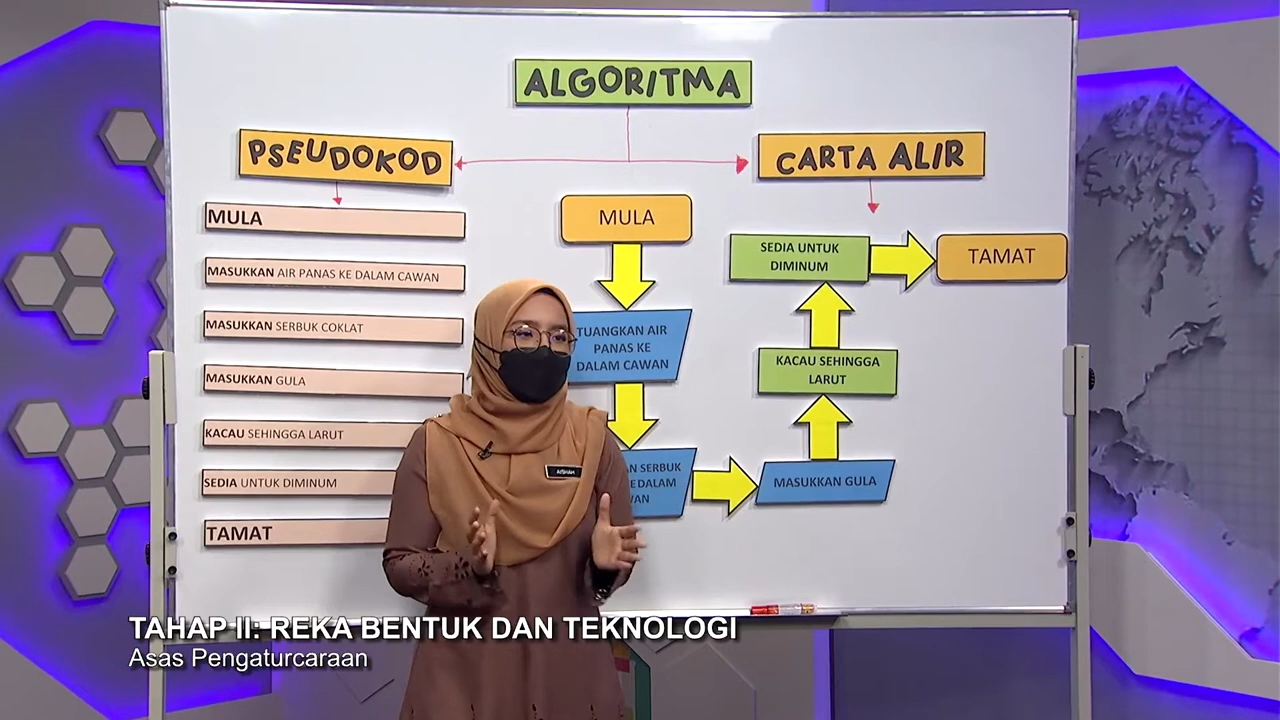 ALGORITMA
PSEUDOKOD
MULA
MASUKKAN AIR PANAS KE DALAM CAWAN
MASUKKAN SERBUK COKLAT
MASUKKAN GULA
KACAU SEHINGGA LARUT
SEDIA UNTUK DIMINUM
TAMAT
CARTA ALIR
MULA
TUANGKAN AIR
PANAS KE
DALAM CAWAN
SERBUK
MASUKKAN GULA
KACAU SEHINGGA
LARUT
SEDIA UNTUK
DIMINUM
TAMAT
AISHAH
TAHAP II: REKA BENTUK DAN TEKNOLOGI
Asas Pengaturcaraan